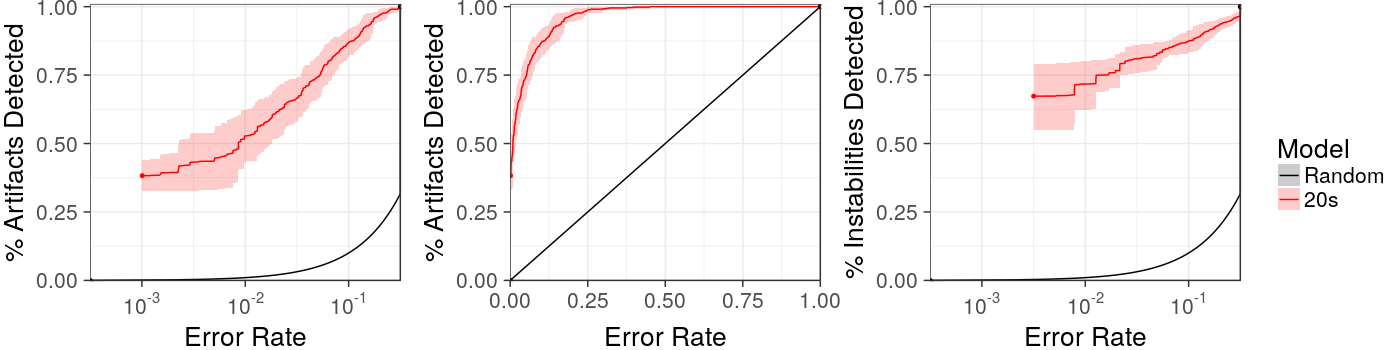 % Artifacts Detected
1.00
0.75
0.50
0.25
0.00
10-3
10-2
10-1
Error Rate
% Artifacts Detected
1.00
0.75
0.50
0.25
0.00
0.00 0.25 0.50 0.75 1.00
Error Rate
% Instabilities Detected
1.00
0.75
0.50
0.25
0.00
10-3
10-2
10-1
Error Rate
Model
Random
20s